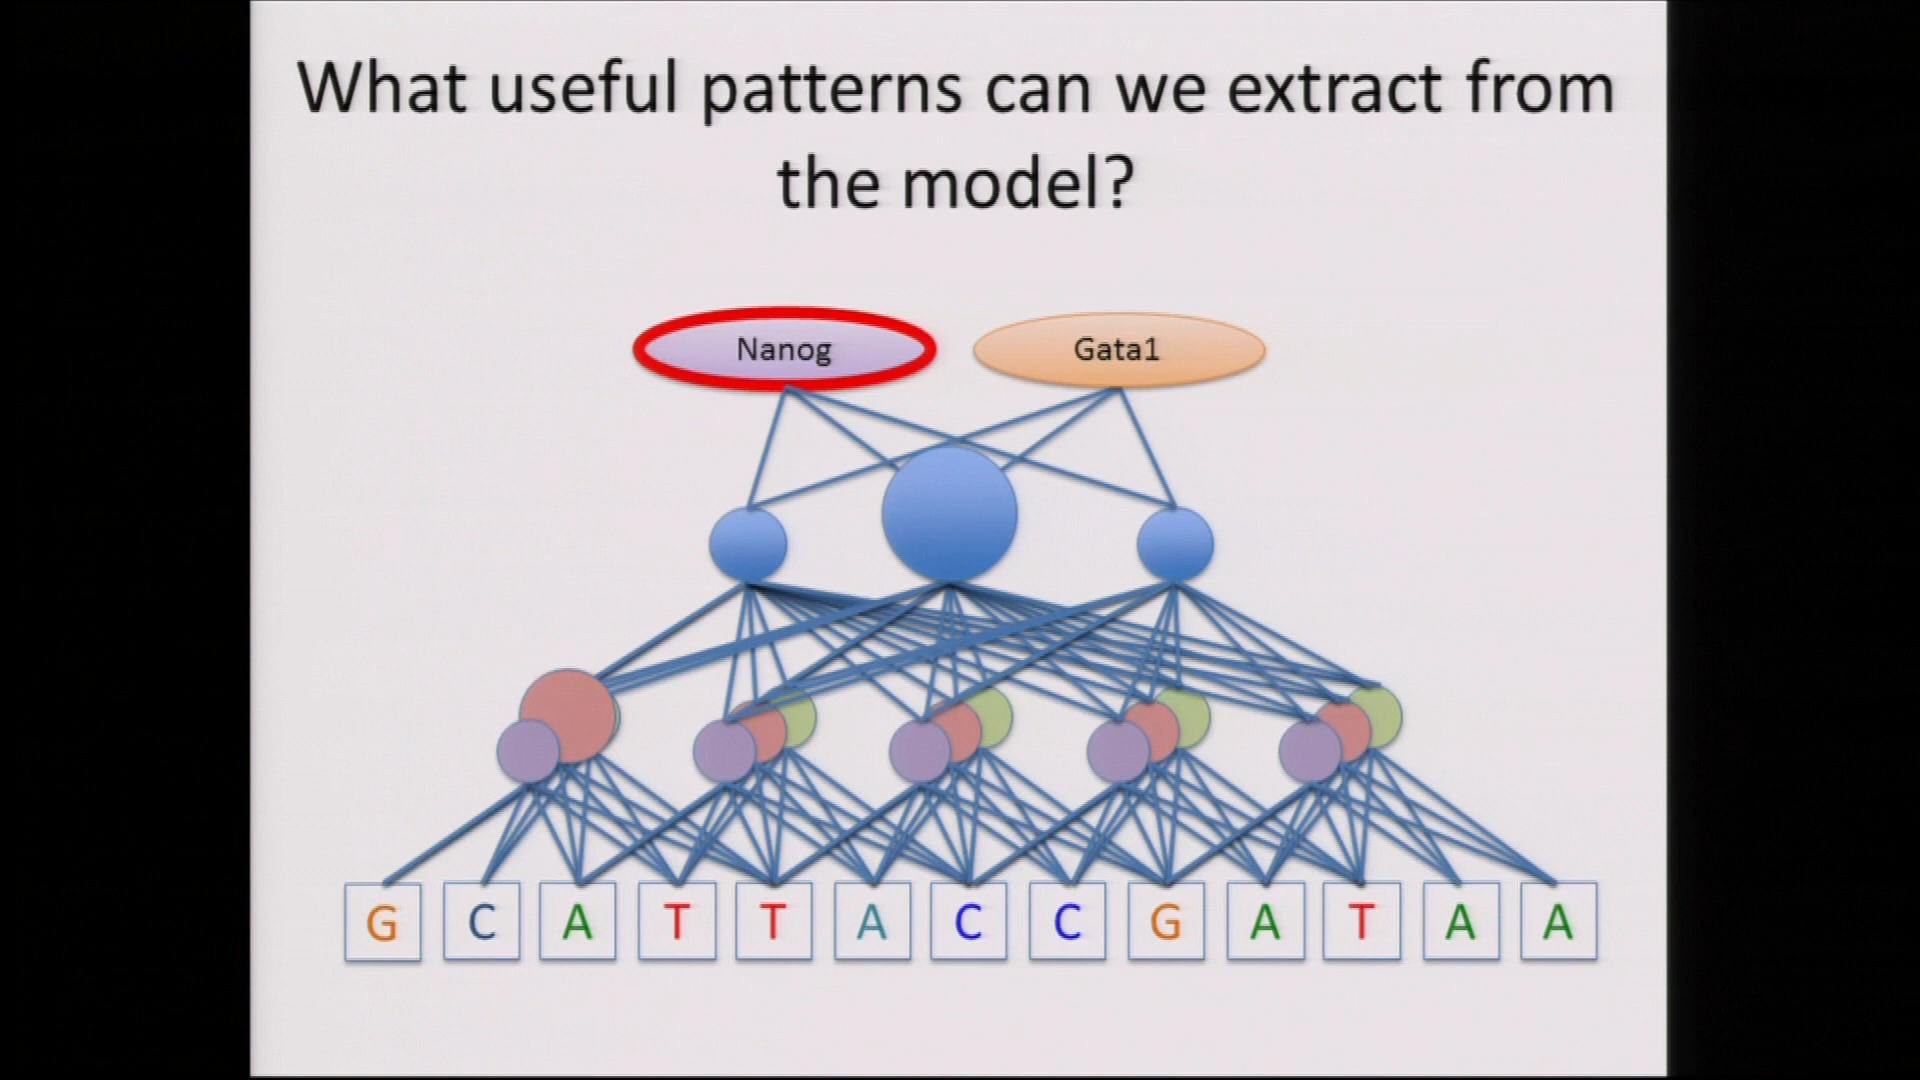 What useful patterns can we extract from
the model?
Nanog Gata1
G C A T T A C C G A T A A